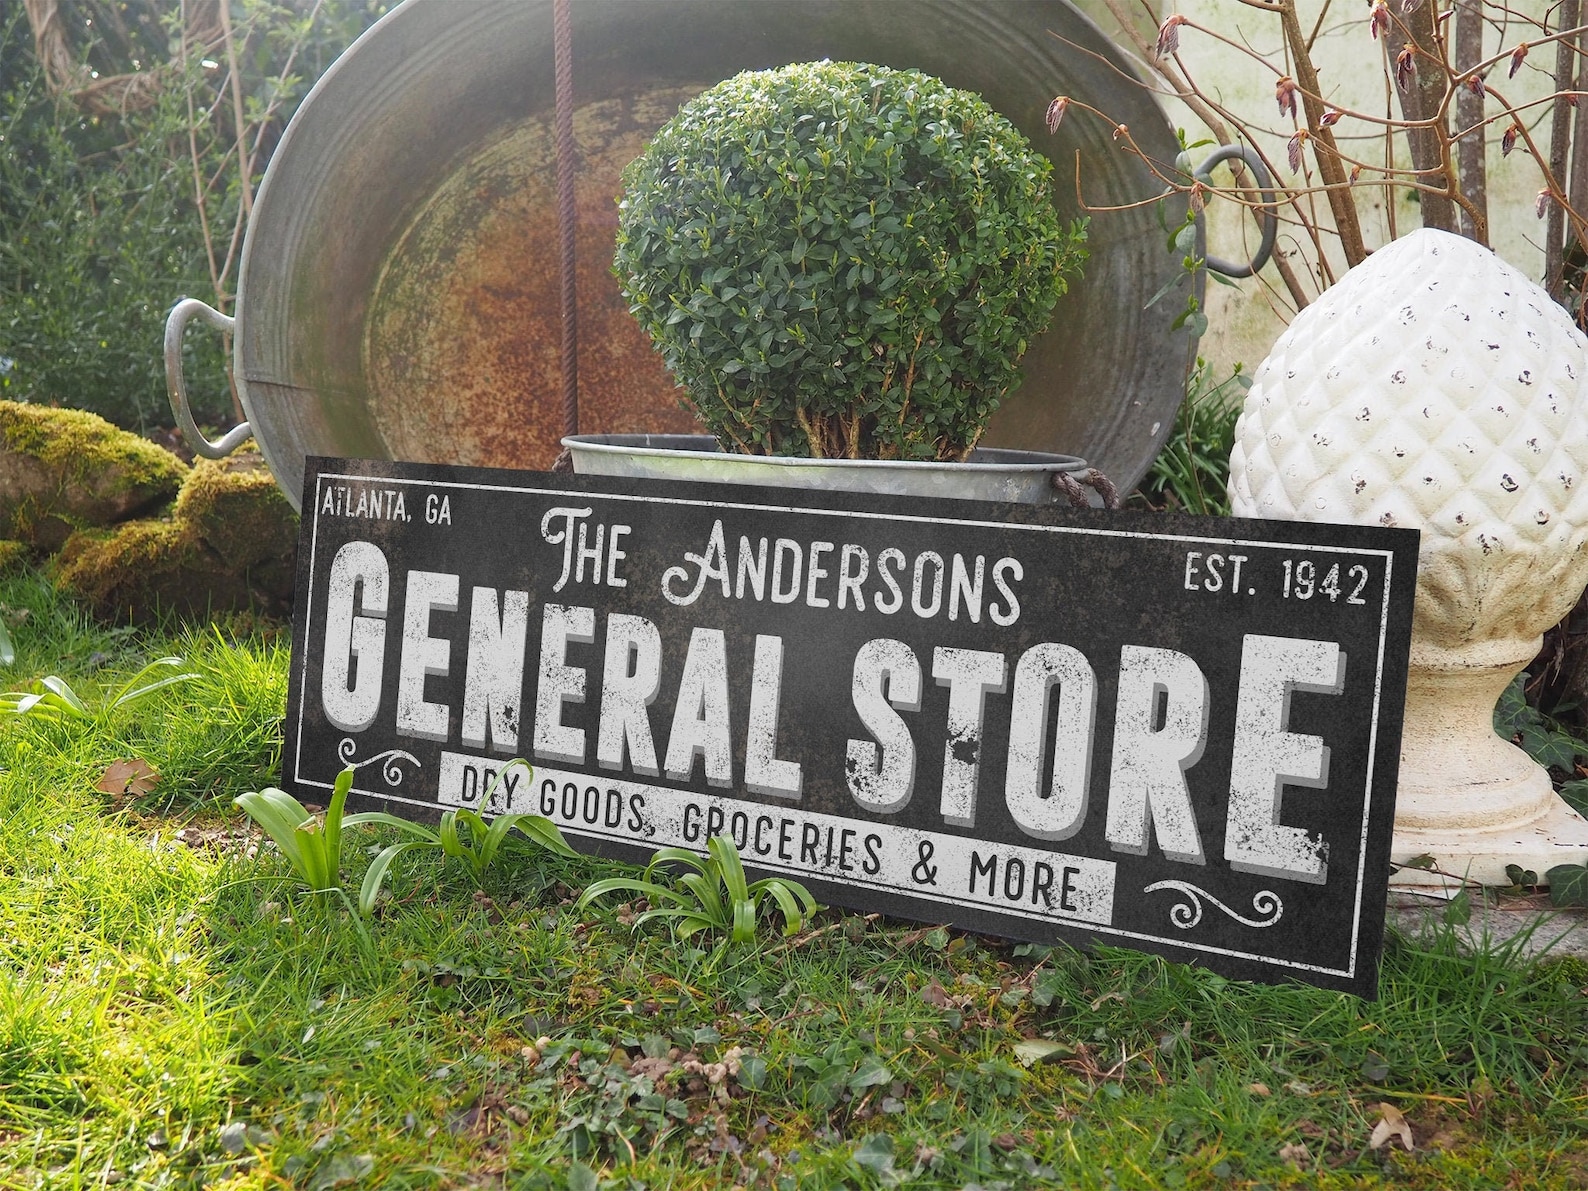 ATLANTA, GA
THE ANDERSONS
EST. 1942
GENERAL STORE
DRY GOODS, GROCERIES & MORE